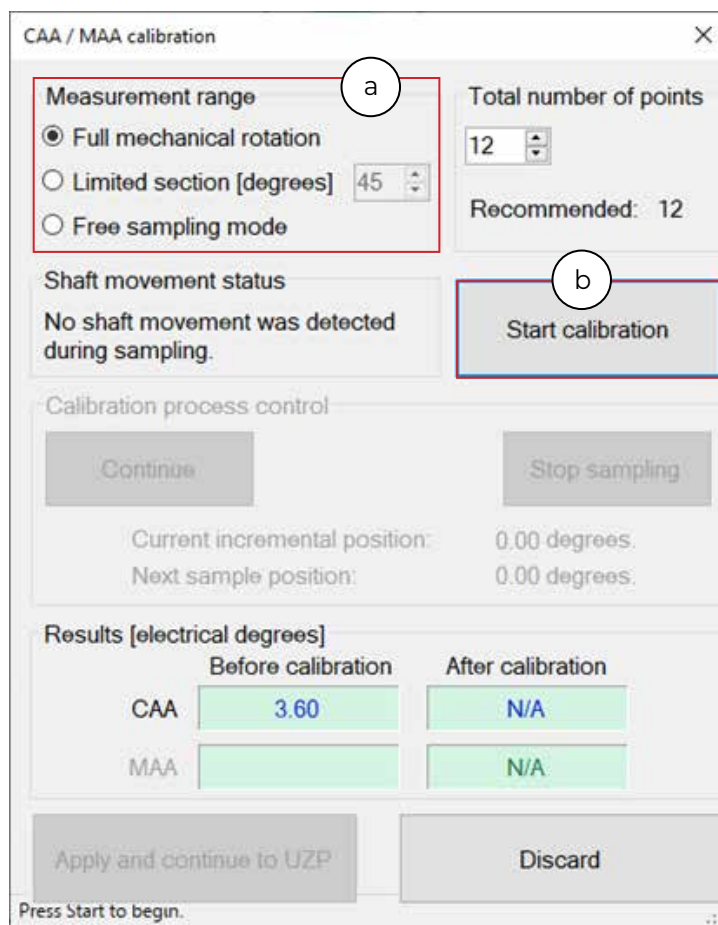 CAA / MAA calibration
a
Measurement range
Full mechanical rotation
Limited section [degrees] 45
Free sampling mode
Total number of points
12
Recommended: 12
Shaft movement status
No shaft movement was detected
during sampling.
b
Start calibration
Calibration process control
Continue
Stop sampling
Current incremental position: 0.00 degrees.
Next sample position: 0.00 degrees.
Results [electrical degrees]
Before calibration After calibration
CAA 3.60 N/A
MAA N/A
Apply and continue to UZP
Discard
Press Start to begin.